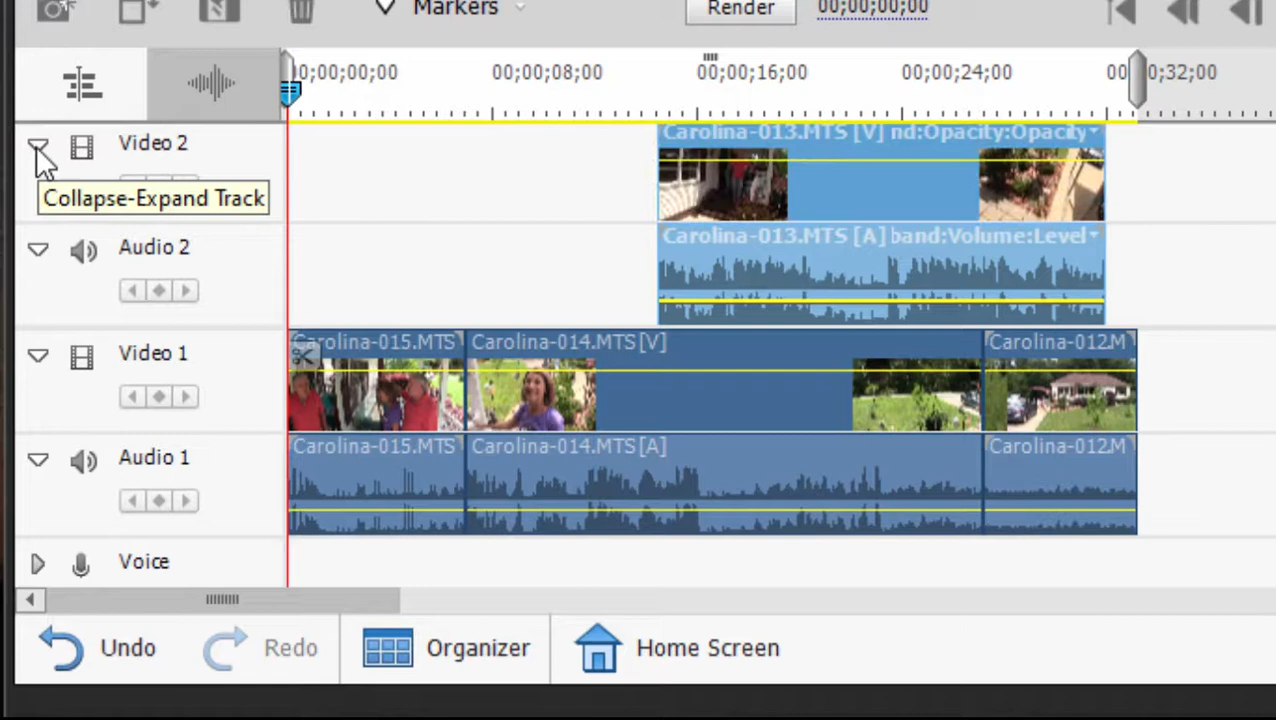 Markers
Render
00;00;00;00
0;00;00;00
00;00;08;00
00;00;16;00
00;00;24;00
00; 0;32;00
Video 2
Collapse-Expand Track
Carolina-013.MTS [V] nd:Opacity:Opacity
Audio 2
Carolina-013.MTS [A] band:Volume:Level
Video 1
Carolina-015.MTS
Carolina-014.MTS [V]
Carolina-012.M
Audio 1
Carolina-015.MTS
Carolina-014.MTS [A]
Carolina-012.M
Voice
Undo
Redo
Organizer
Home Screen